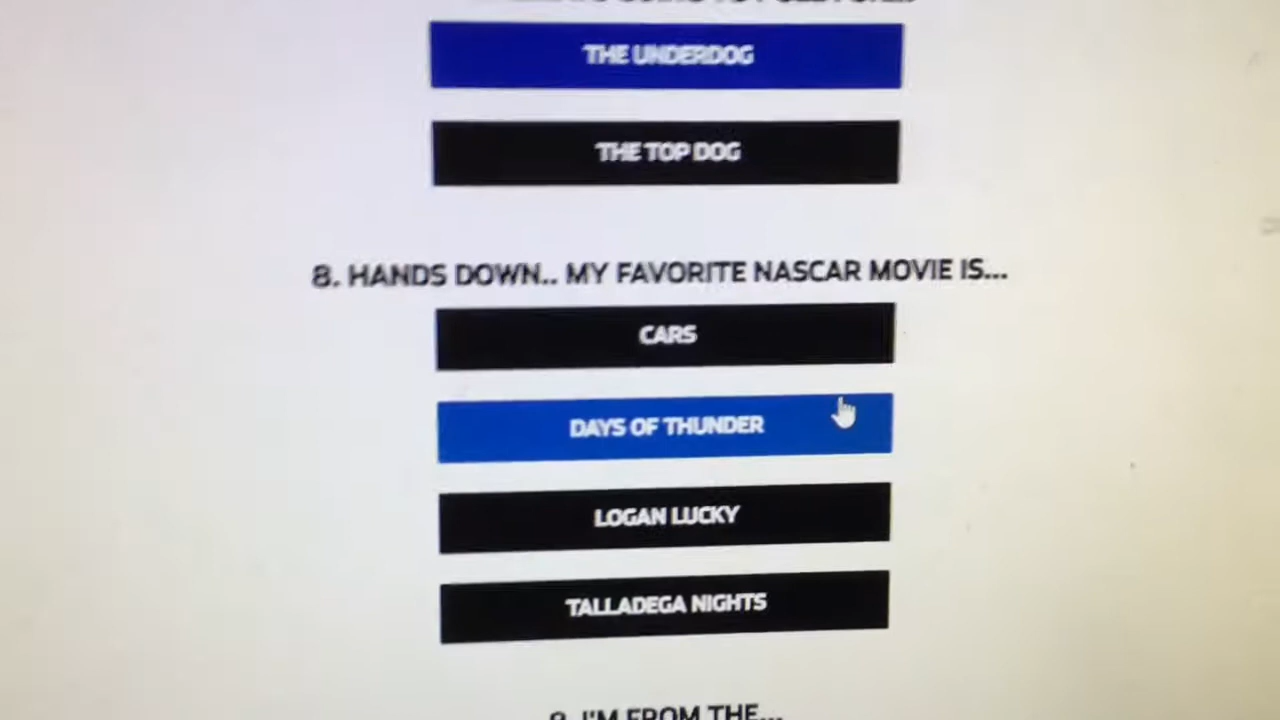 THE UNDERDOG
THE TOP DOG
8. HANDS DOWN.. MY FAVORITE NASCAR MOVIE IS...
CARS
DAYS OF THUNDER
LOGAN LUCKY
TALLADEGA NIGHTS
9. I'M FROM THE...